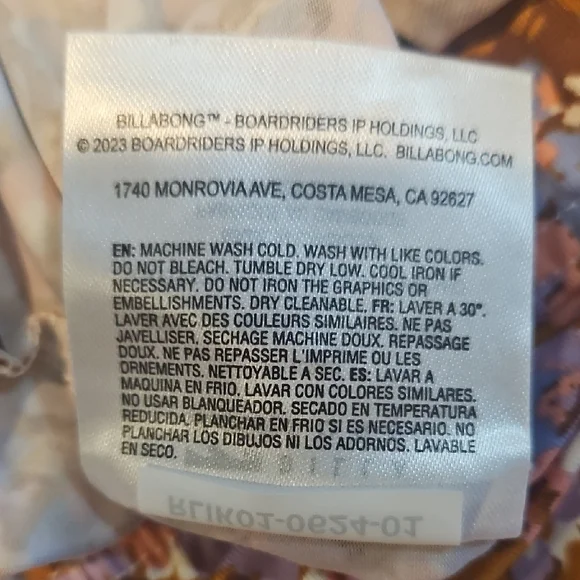 BILLABONG™ - BOARDRIDERS IP HOLDINGS, LLC
© 2023 BOARDRIDERS IP HOLDINGS, LLC. BILLABONG.COM
1740 MONROVIA AVE, COSTA MESA, CA 92627
EN: MACHINE WASH COLD. WASH WITH LIKE COLORS.
DO NOT BLEACH. TUMBLE DRY LOW. COOL IRON IF
NECESSARY. DO NOT IRON THE GRAPHICS OR
EMBELLISHMENTS. DRY CLEANABLE. FR: LAVER A 30°.
LAVER AVEC DES COULEURS SIMILAIRES. NE PAS
JAVELLISER. SECHAGE MACHINE DOUX. REPASSAGE
DOUX. NE PAS REPASSER L'IMPRIME OU LES
ORNEMENTS. NETTOYABLE A SEC. ES: LAVAR A
MAQUINA EN FRIO. LAVAR CON COLORES SIMILARES.
NO USAR BLANQUEADOR. SECADO EN TEMPERATURA
REDUCIDA. PLANCHAR EN FRIO SI ES NECESARIO. NO
PLANCHAR LOS DIBUJOS NI LOS ADORNOS. LAVABLE
EN SECO.
RLIK01-0624-01